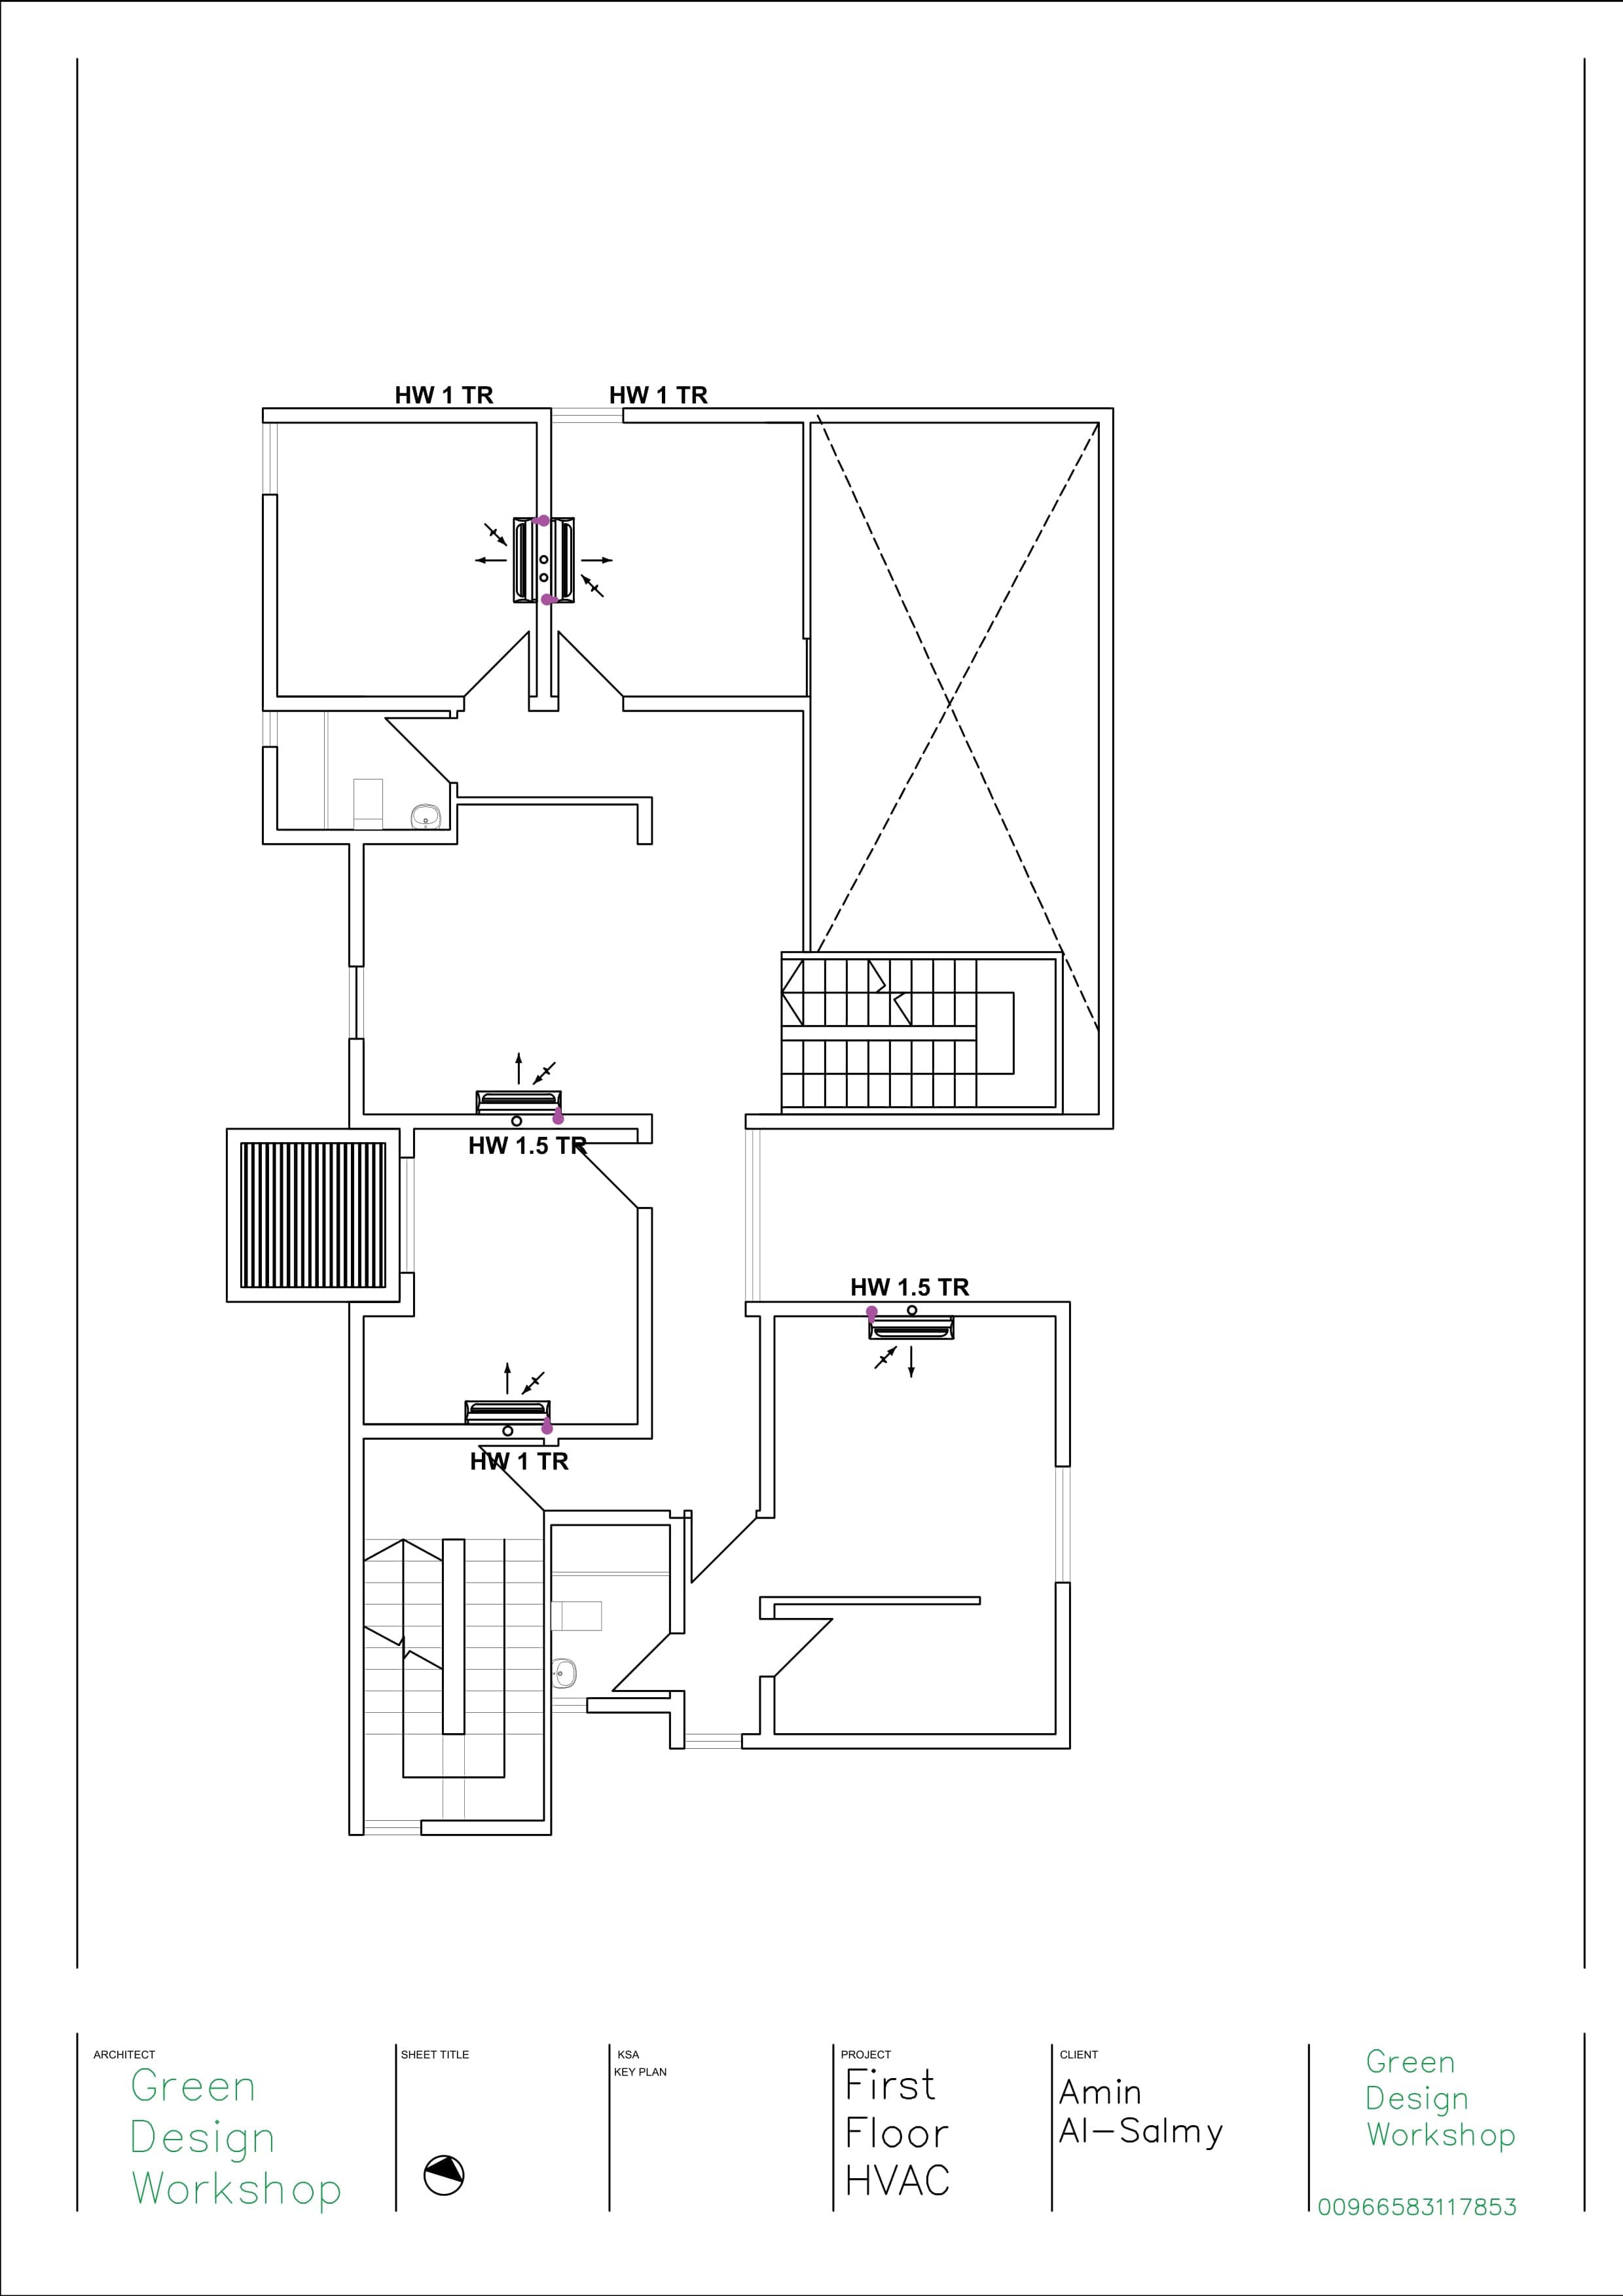 HW 1 TR
HW 1 TR
HW 1.5 TR
HW 1.5 TR
HW 1 TR
ARCHITECT
Green
Design
Workshop
SHEET TITLE
KSA
KEY PLAN
PROJECT
First
Floor
HVAC
CLIENT
Amin
Al-Salmy
Green
Design
Workshop
00966583117853